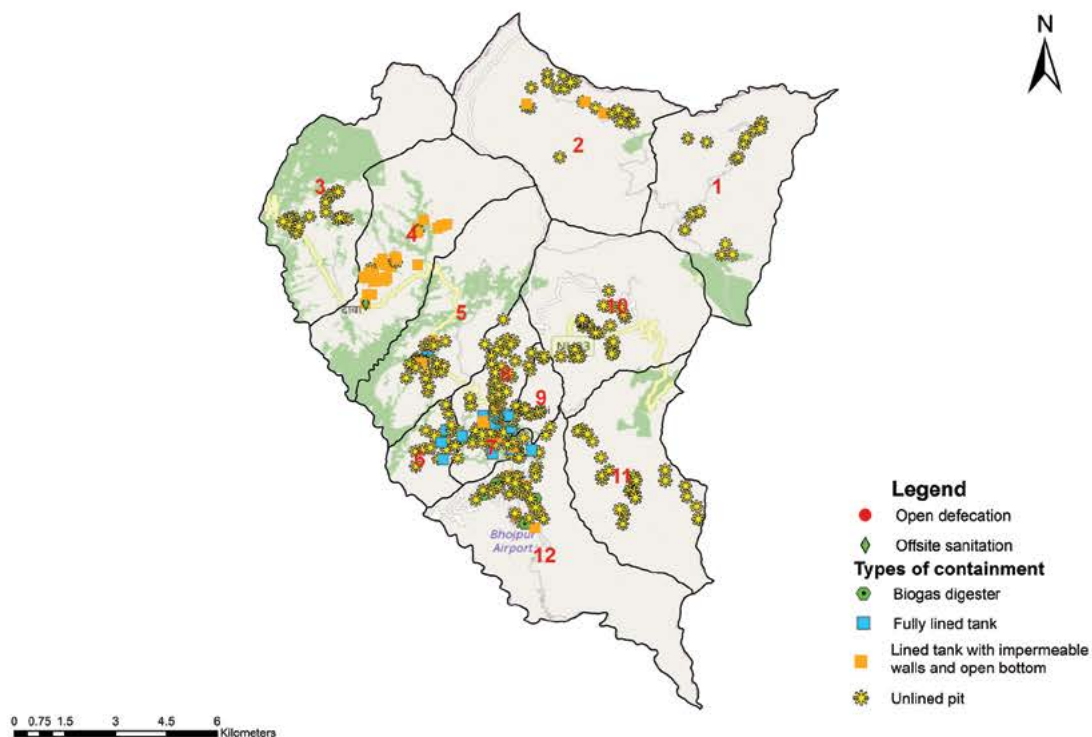 N
2
1
3
4
दावा
5
10
8
9
7
6
11
Bhojpur
Airport
12
Legend
Open defecation
Offsite sanitation
Types of containment
Biogas digester
Fully lined tank
Lined tank with impermeable
walls and open bottom
Unlined pit
0 0.75 1.5 3 4.5 6
Kilometers